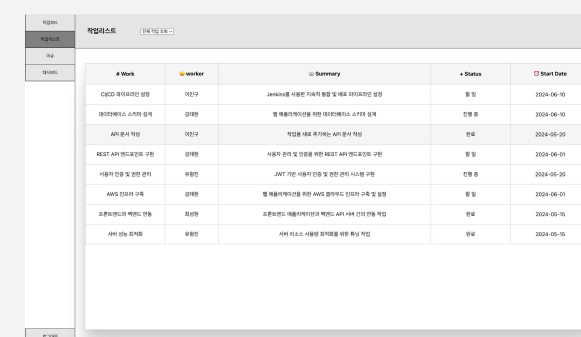 작업보드
작업리스트
이슈
대시보드
작업리스트 전체 작업 조회
# Work worker Summary + Status Start Date
CI/CD 파이프라인 설정 이민구 Jenkins를 사용한 지속적 통합 및 배포 파이프라인 설정 할 일 2024-06-10
데이터베이스 스키마 설계 김태현 웹 애플리케이션을 위한 데이터베이스 스키마 설계 진행 중 2024-06-10
API 문서 작성 이민구 작업을 새로 추가하는 API 문서 작성 완료 2024-05-20
REST API 엔드포인트 구현 김태현 사용자 관리 및 인증을 위한 REST API 엔드포인트 구현 할 일 2024-06-01
사용자 인증 및 권한 관리 유형진 JWT 기반 사용자 인증 및 권한 관리 시스템 구현 진행 중 2024-05-20
AWS 인프라 구축 김태현 웹 애플리케이션을 위한 AWS 클라우드 인프라 구축 및 설정 할 일 2024-06-01
프론트엔드와 백엔드 연동 최성현 프론트엔드 애플리케이션과 백엔드 API 서버 간의 연동 작업 완료 2024-05-15
서버 성능 최적화 유형진 서버 리소스 사용량 최적화를 위한 튜닝 작업 완료 2024-05-15
로그아웃